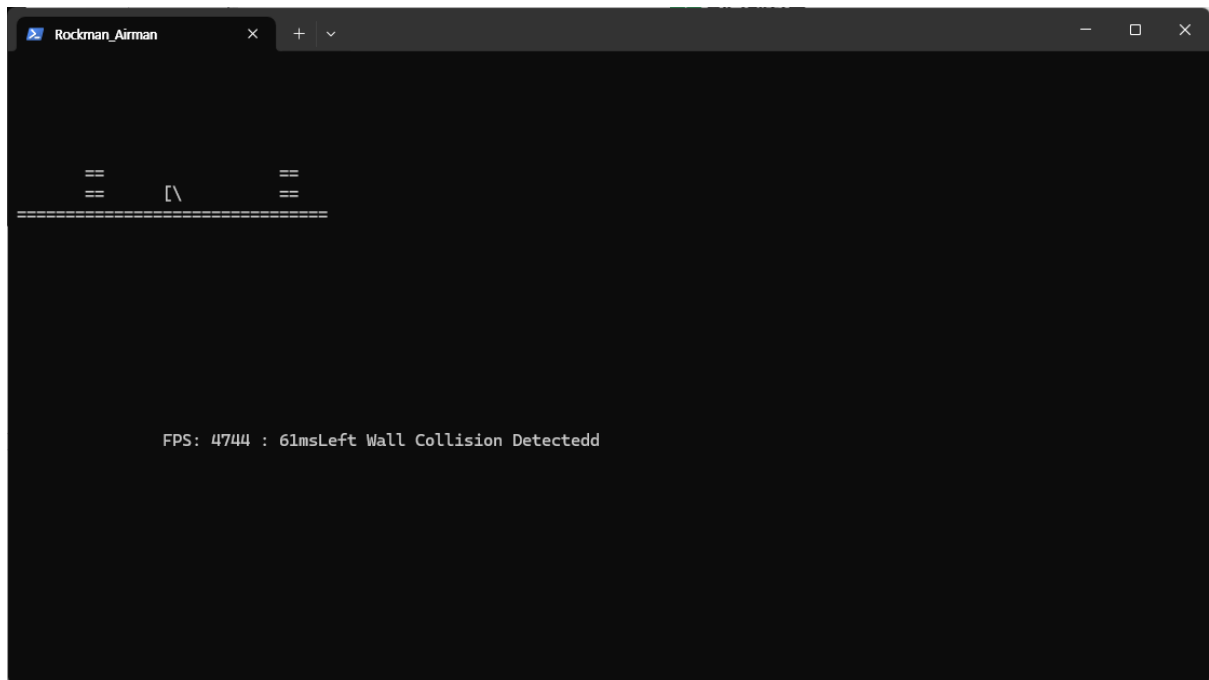 Rockman_Airman
==                  ==
==      [\          ==
================================
FPS: 4744 : 61msLeft Wall Collision Detectedd